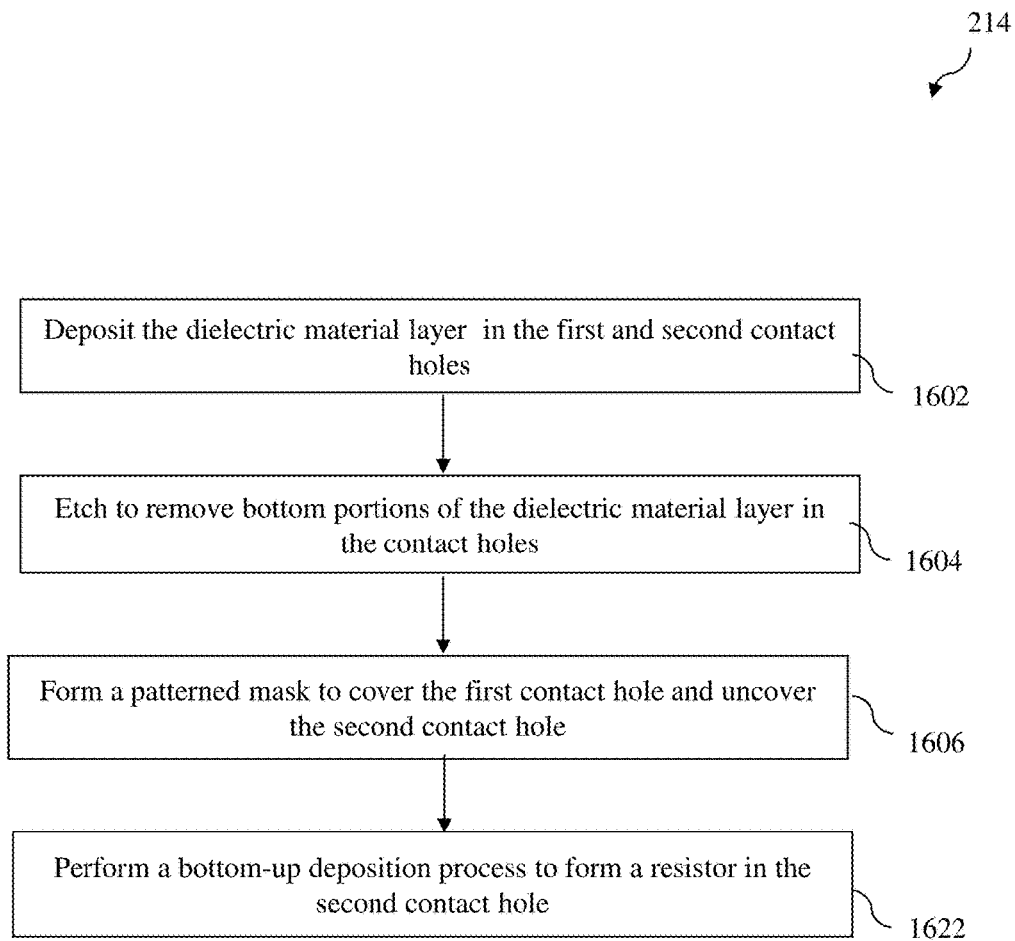 214
Deposit the dielectric material layer in the first and second contact
holes
1602
Etch to remove bottom portions of the dielectric material layer in
the contact holes
1604
Form a patterned mask to cover the first contact hole and uncover
the second contact hole
1606
Perform a bottom-up deposition process to form a resistor in the
second contact hole
1622